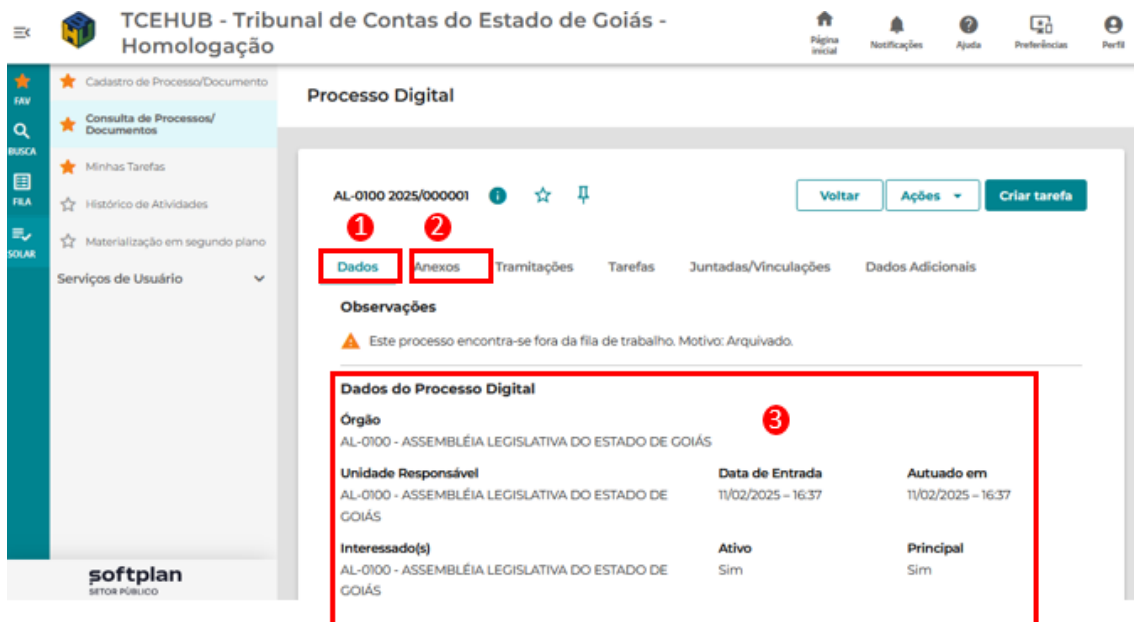 TCEHUB - Tribunal de Contas do Estado de Goiás -
Homologação
Página
inicial
Notificações
Ajuda
Preferências
Perfil
FAV
BUSCA
FILA
SOLAR
Cadastro de Processo/Documento
Consulta de Processos/
Documentos
Minhas Tarefas
Histórico de Atividades
Materialização em segundo plano
Serviços de Usuário
softplan
SETOR PÚBLICO
Processo Digital
AL-0100 2025/000001
Voltar
Ações
Criar tarefa
1 2
Dados Anexos Tramitações Tarefas Juntadas/Vinculações Dados Adicionais
Observações
Este processo encontra-se fora da fila de trabalho. Motivo: Arquivado.
Dados do Processo Digital
3
Órgão
AL-0100 - ASSEMBLÉIA LEGISLATIVA DO ESTADO DE GOIÁS
Unidade Responsável Data de Entrada Autuado em
AL-0100 - ASSEMBLÉIA LEGISLATIVA DO ESTADO DE 11/02/2025 – 16:37 11/02/2025 – 16:37
GOIÁS
Interessado(s) Ativo Principal
AL-0100 - ASSEMBLÉIA LEGISLATIVA DO ESTADO DE Sim Sim
GOIÁS